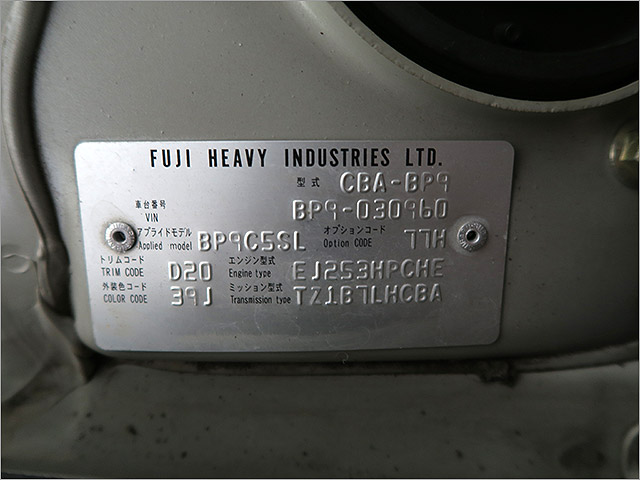 FUJI HEAVY INDUSTRIES LTD.
型式 CBA-BP9
車台番号 VIN BP9-030960
アプライドモデル Applied model BP9C5SL オプションコード Option CODE 77H
トリムコード TRIM CODE D20 エンジン型式 Engine type EJ253HPCHE
外装色コード COLOR CODE 39J ミッション型式 Transmission type TZ1B7LHCBA